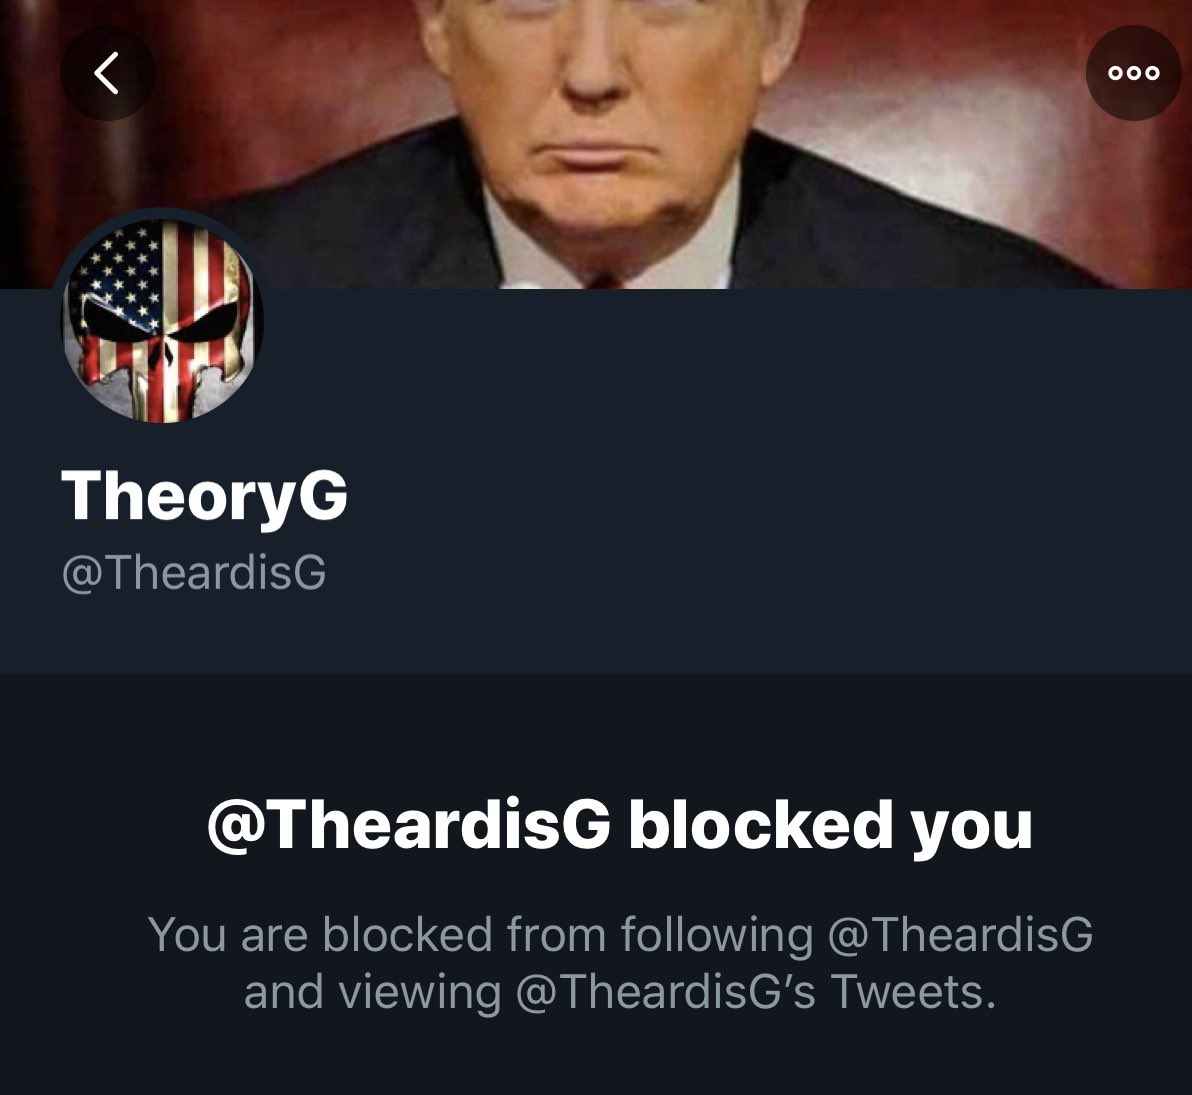 TheoryG
@TheardisG
@TheardisG blocked you
You are blocked from following @TheardisG
and viewing @TheardisG’s Tweets.